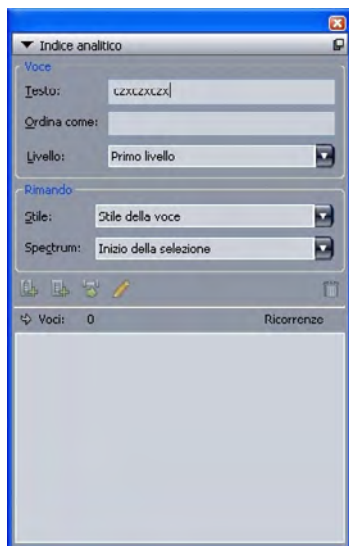 Indice analitico
Voce
Testo: czxczxczx
Ordina come:
Livello: Primo livello
Rimando
Stile: Stile della voce
Spectrum: Inizio della selezione
Voci: 0 Ricorrenze